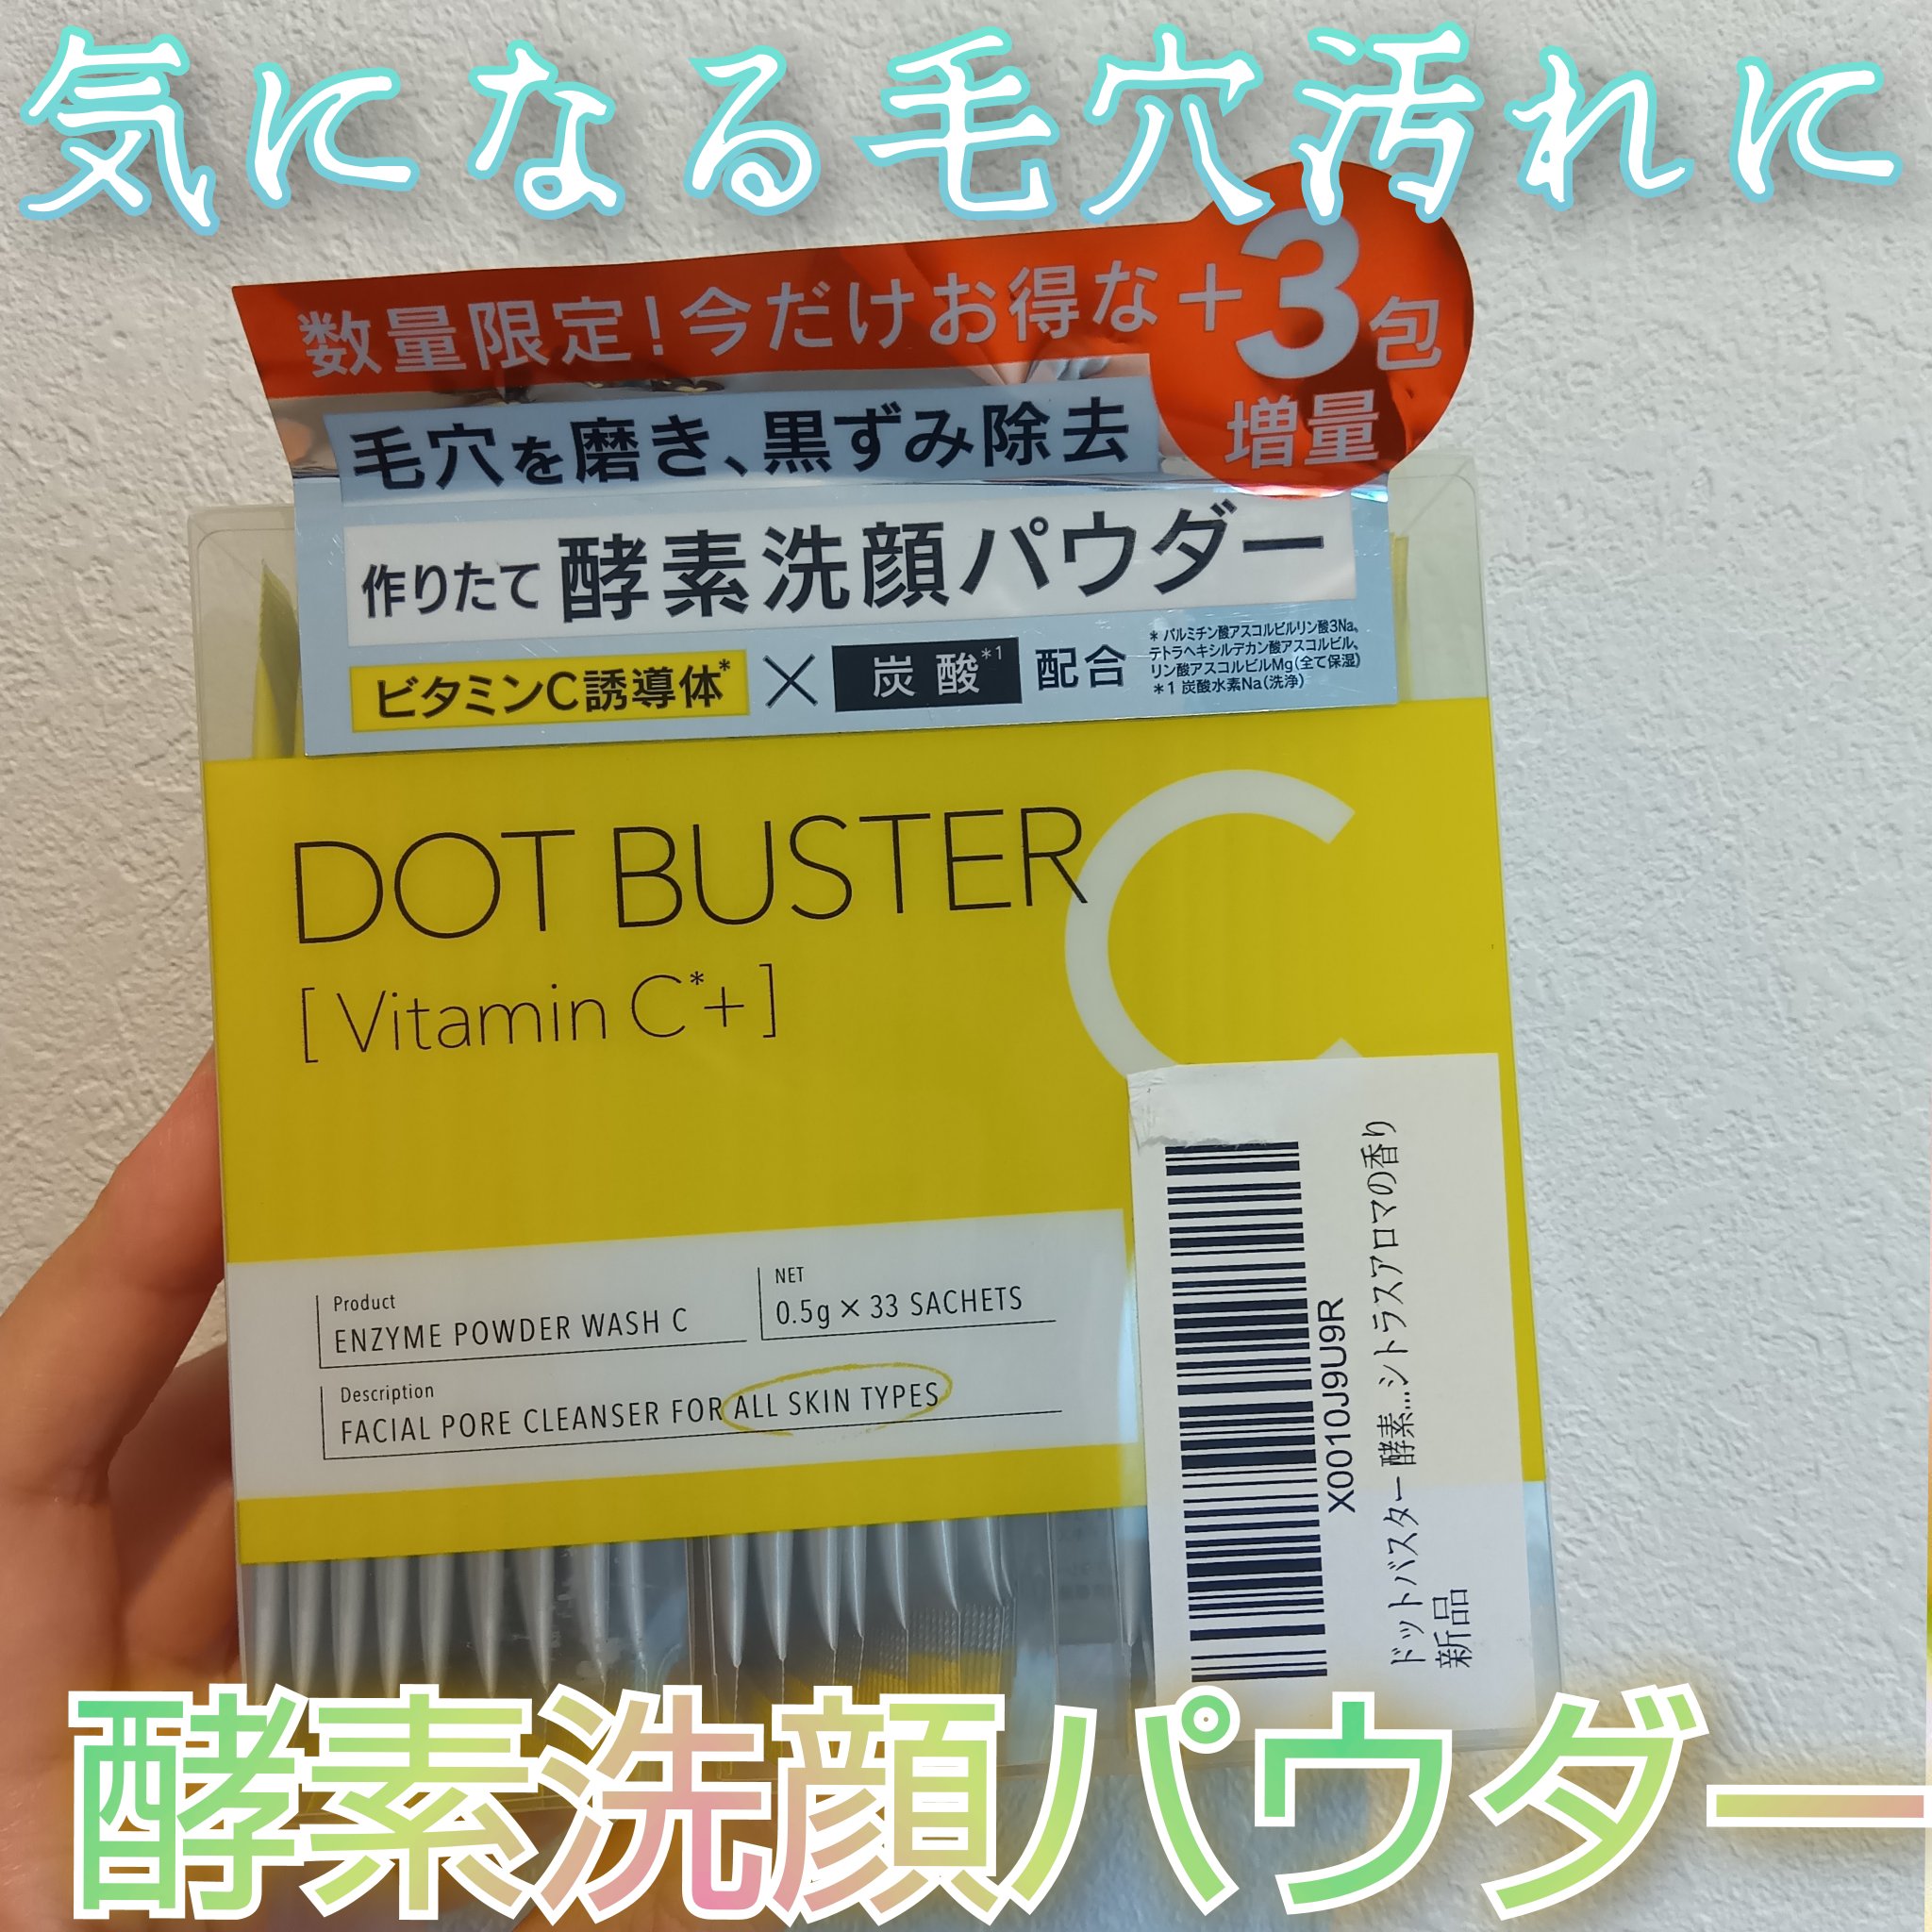 気になる毛穴汚れに
数量限定!今だけお得な+3包
増量
毛穴を磨き、黒ずみ除去
作りたて酵素洗顔パウダー
ビタミンC誘導体* × 炭酸*1 配合
* パルミチン酸アスコルビルリン酸3Na、
テトラヘキシルデカン酸アスコルビル、
リン酸アスコルビルMg(全て保湿)
*1 炭酸水素Na(洗浄)
DOT BUSTER C
[ Vitamin C*+ ]
Product
ENZYME POWDER WASH C
NET
0.5g × 33 SACHETS
Description
FACIAL PORE CLEANSER FOR ALL SKIN TYPES
X0010J9U9R
ドットバスター 酵素...シトラスアロマの香り
新品
酵素洗顔パウダー